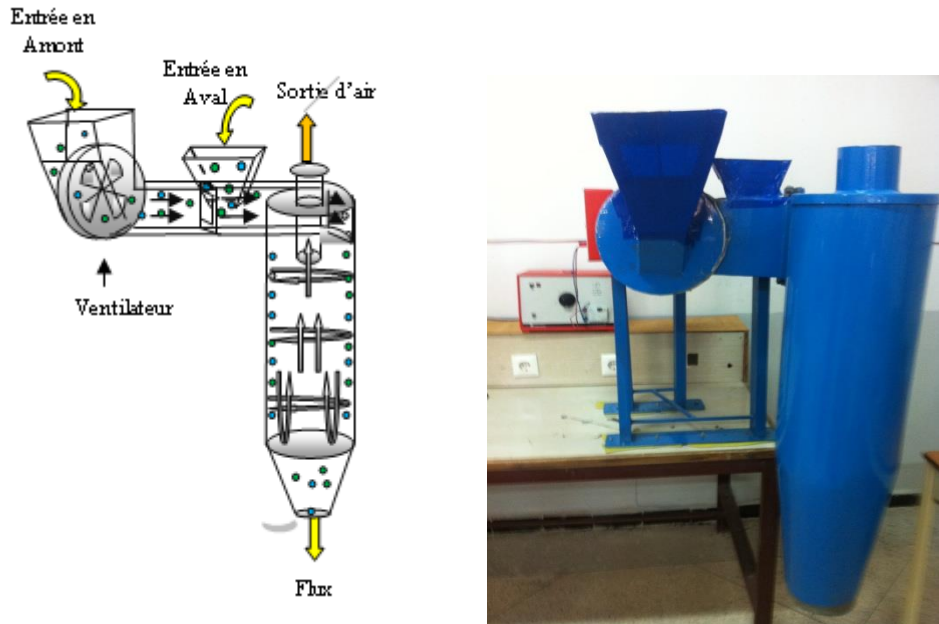 Entrée en
Amont
Entrée en
Aval
Sortie d'air
Ventilateur
Flux